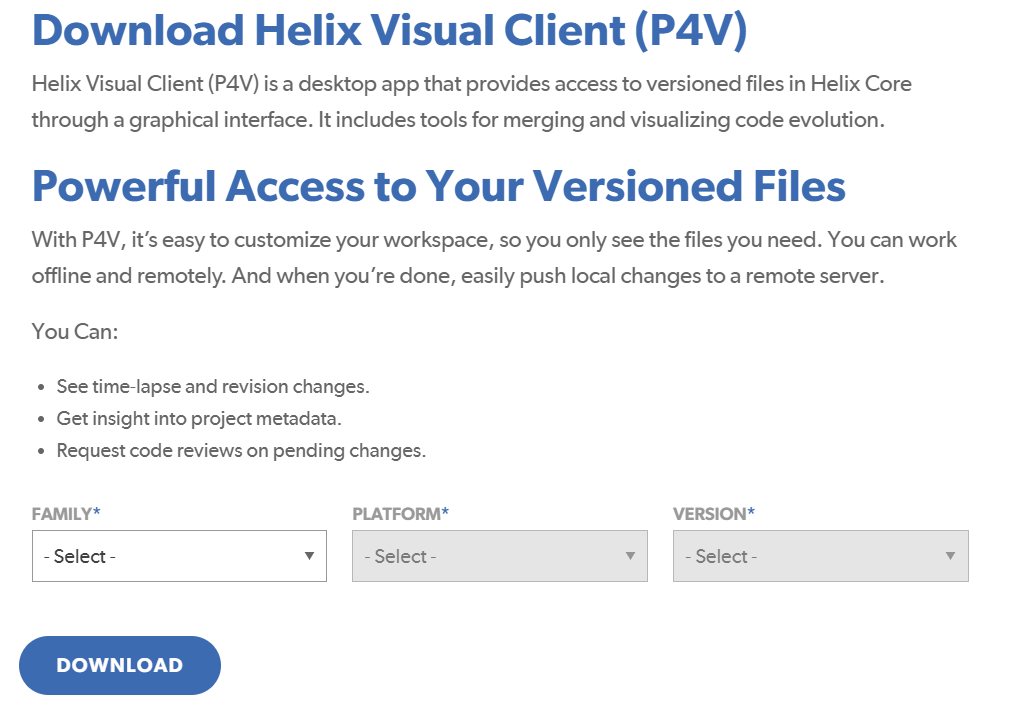 Download Helix Visual Client (P4V)
Helix Visual Client (P4V) is a desktop app that provides access to versioned files in Helix Core
through a graphical interface. It includes tools for merging and visualizing code evolution.
Powerful Access to Your Versioned Files
With P4V, it’s easy to customize your workspace, so you only see the files you need. You can work
offline and remotely. And when you’re done, easily push local changes to a remote server.
You Can:
• See time-lapse and revision changes.
• Get insight into project metadata.
• Request code reviews on pending changes.
FAMILY* PLATFORM* VERSION*
- Select - - Select - - Select -
DOWNLOAD